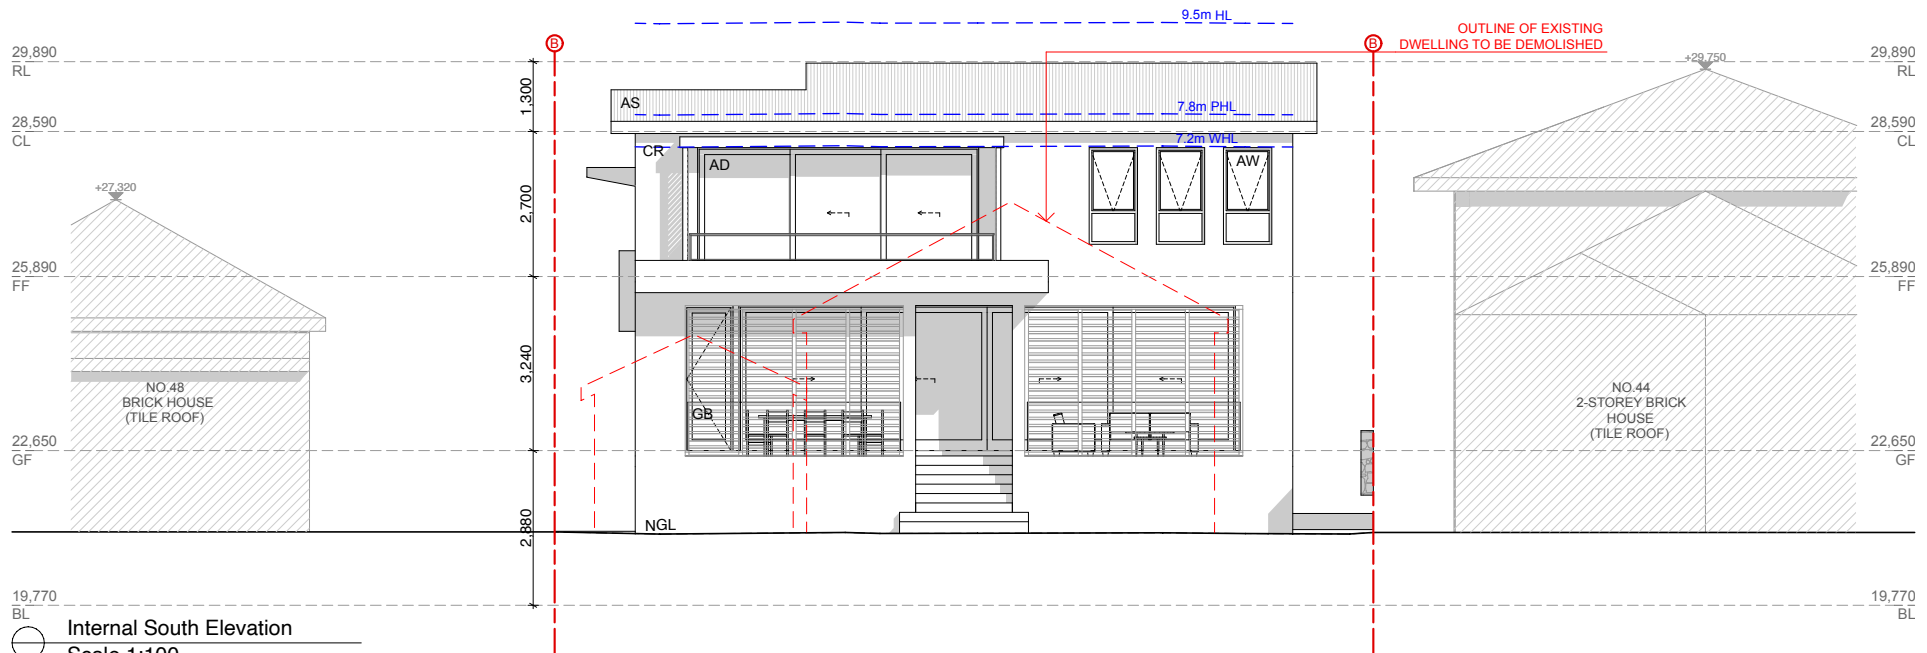 9.5m HL
OUTLINE OF EXISTING
DWELLING TO BE DEMOLISHED
B
B
29,890
RL
29,890
RL
+29,750
1,300
AS
7.8m PHL
28,590
CL
28,590
CL
7.2m WHL
CR
AD
AW
+27,320
2,700
25,890
FF
25,890
FF
3,240
NO.48
BRICK HOUSE
(TILE ROOF)
NO.44
2-STOREY BRICK
HOUSE
(TILE ROOF)
GB
22,650
GF
22,650
GF
2,880
NGL
19,770
BL
19,770
BL
Internal South Elevation
Scale 1:100